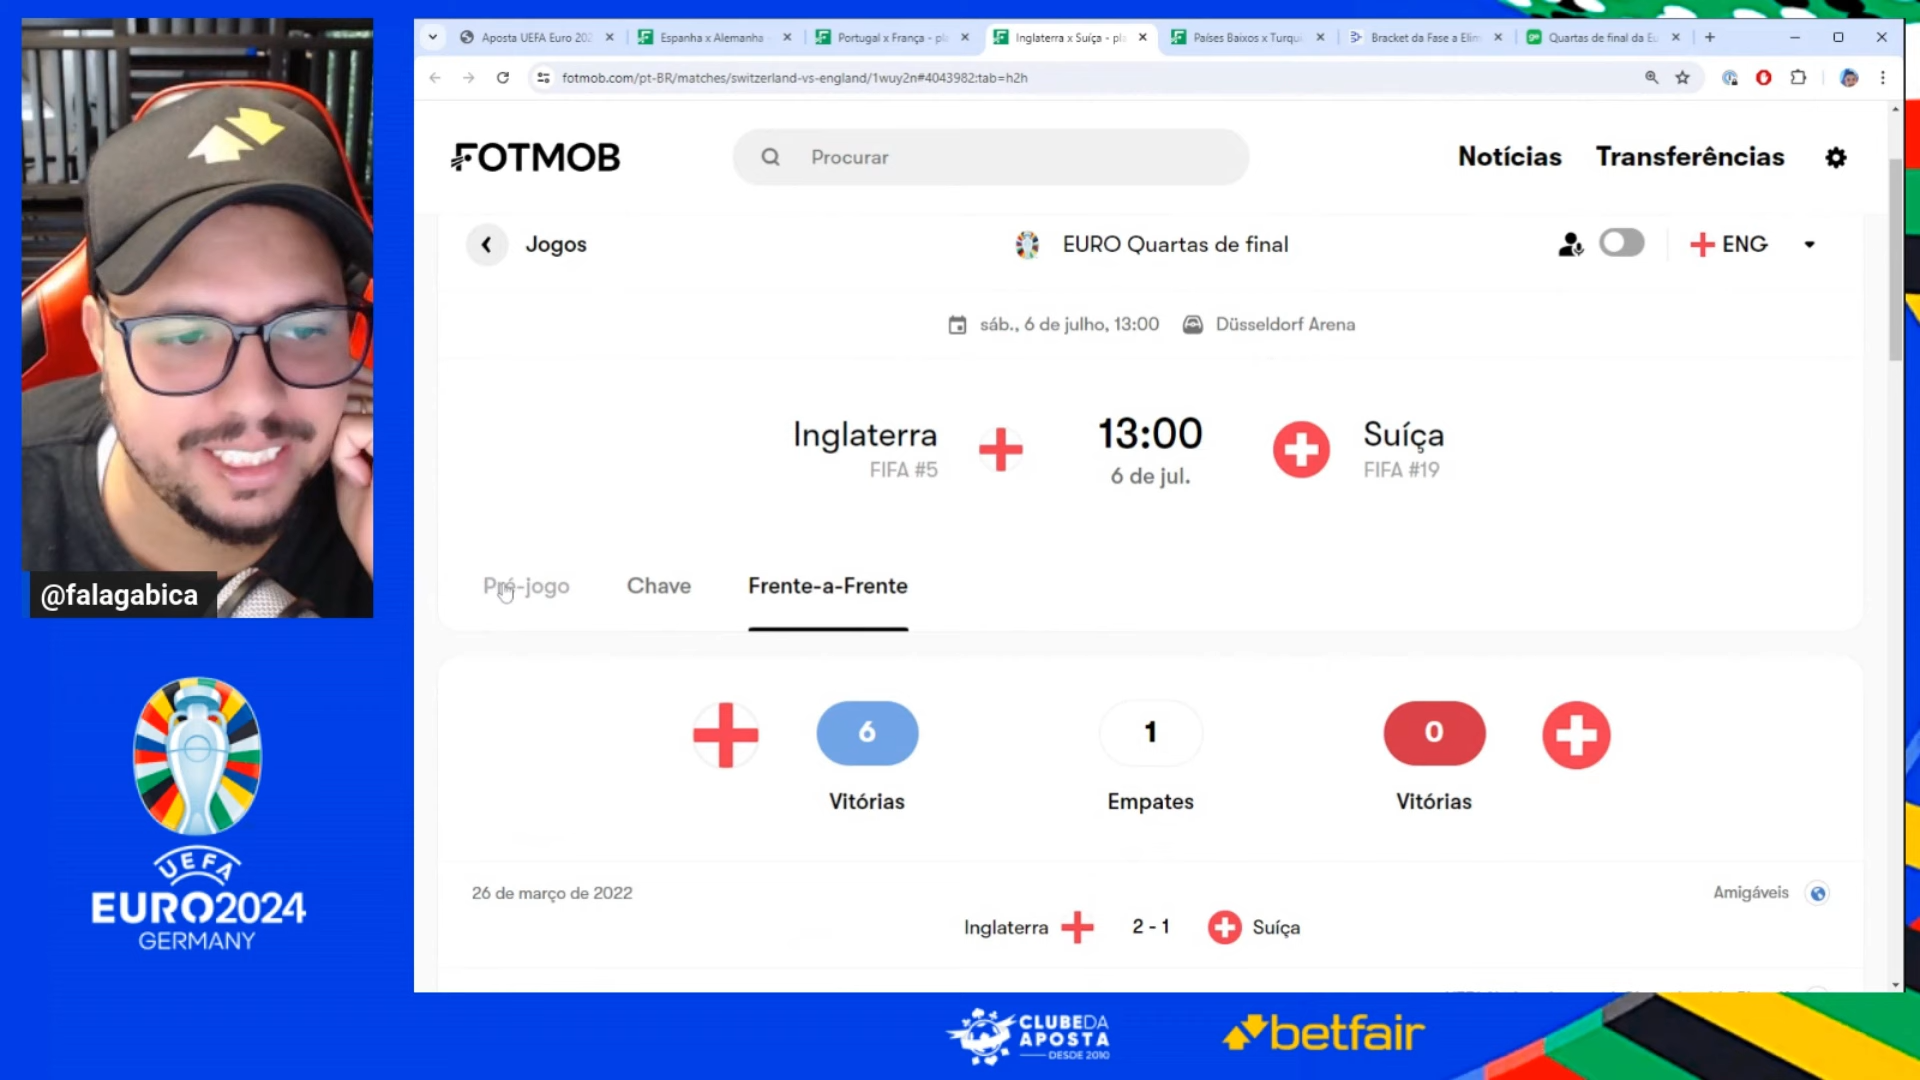 Aposta UEFA Euro 202
Espanha x Alemanha
Portugal x França - pl
Inglaterra x Suíça - pl
Países Baixos x Turqui
Bracket da Fase a Elim
Quartas de final da Eu
fotmob.com/pt-BR/matches/switzerland-vs-england/1wuy2n#4043982:tab=h2h
FOTMOB
Procurar
Notícias
Transferências
Jogos
EURO Quartas de final
ENG
sáb., 6 de julho, 13:00
Düsseldorf Arena
Inglaterra
FIFA #5
13:00
6 de jul.
Suíça
FIFA #19
Pré-jogo
Chave
Frente-a-Frente
6
1
0
Vitórias
Empates
Vitórias
26 de março de 2022
Amigáveis
Inglaterra
2 - 1
Suíça
@falagabica
UEFA
EURO2024
GERMANY
CLUBE DA
APOSTA
DESDE 2010
betfair